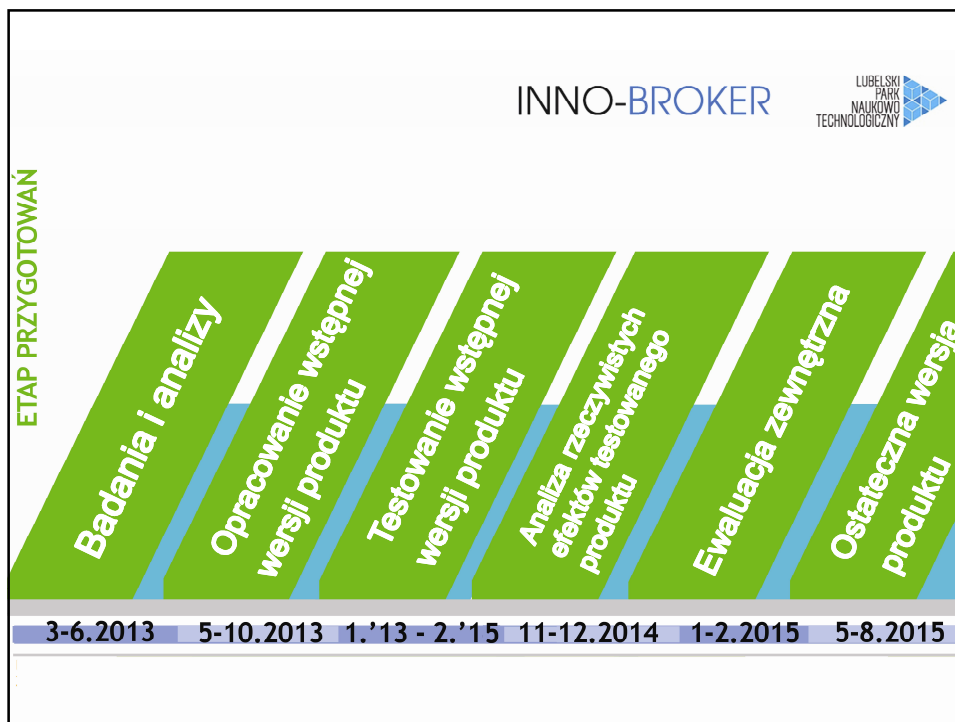 INNO-BROKER
LUBELSKI
PARK
NAUKOWO
TECHNOLOGICZNY
ETAP PRZYGOTOWAŃ
Badania i analizy
Opracowanie wstępnej
wersji produktu
Testowanie wstępnej
wersji produktu
Analiza rzeczywistych
efektów testowanego
produktu
Ewaluacja zewnętrzna
Ostateczna wersja
produktu
3-6.2013
5-10.2013
1.’13 - 2.’15
11-12.2014
1-2.2015
5-8.2015